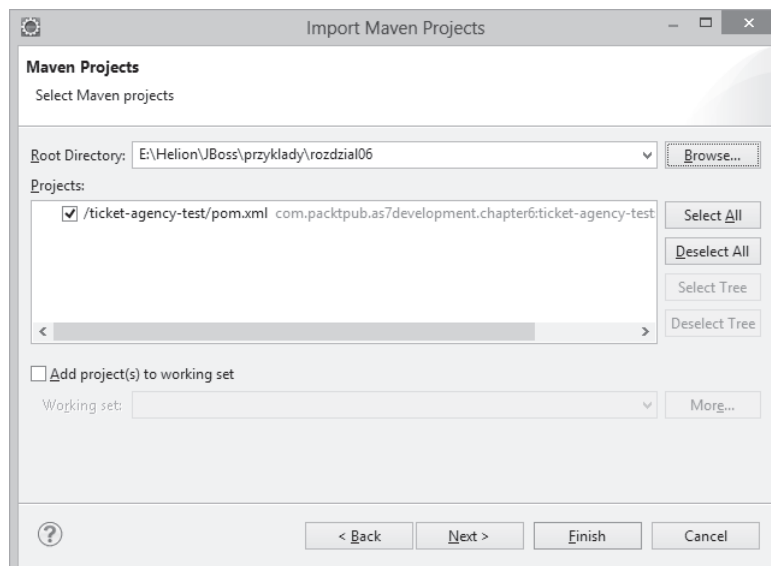 Import Maven Projects
Maven Projects
Select Maven projects
Root Directory: E:\Helion\JBoss\przyklady\rozdzial06 Browse...
Projects:
/ticket-agency-test/pom.xml com.packtpub.as7development.chapter6:ticket-agency-test
Select All
Deselect All
Select Tree
Deselect Tree
Add project(s) to working set
Working set: More...
? < Back Next > Finish Cancel